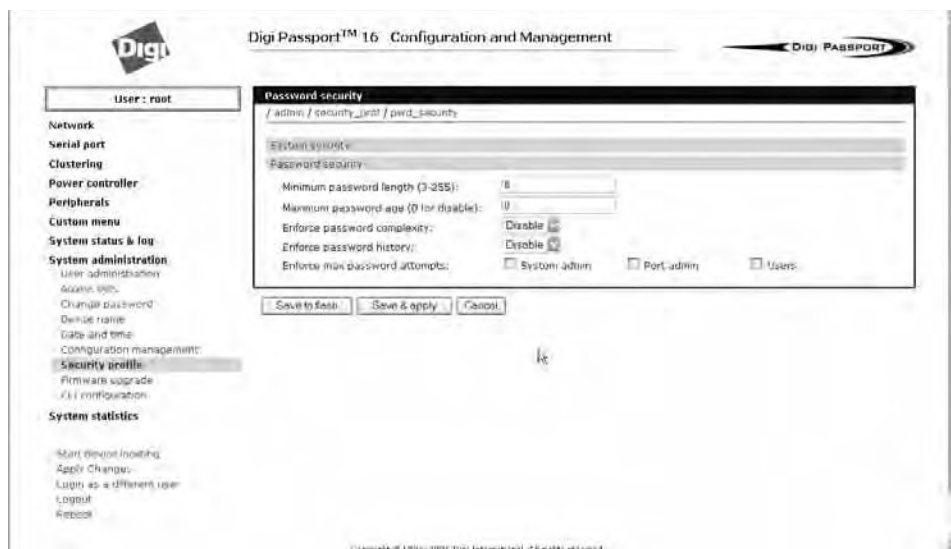 Digi
Digi Passport™ 16 Configuration and Management
DIGI PASSPORT
User : root
Network
Serial port
Clustering
Power controller
Peripherals
Custom menu
System status & log
System administration
User administration
Access lists
Change password
Device name
Date and time
Configuration management
Security profile
Firmware upgrade
CLI configuration
System statistics
Apply Changes
Login as a different user
Logout
Reboot
Password security
/ admin / security_prof / pwd_security
System security
Password security
Minimum password length (3-255):
Maximum password age (0 for disable): 0
Enforce password complexity: Disable
Enforce password history: Disable
Enforce max password attempts: System admin Port admin Users
Save to flash Save & apply Cancel